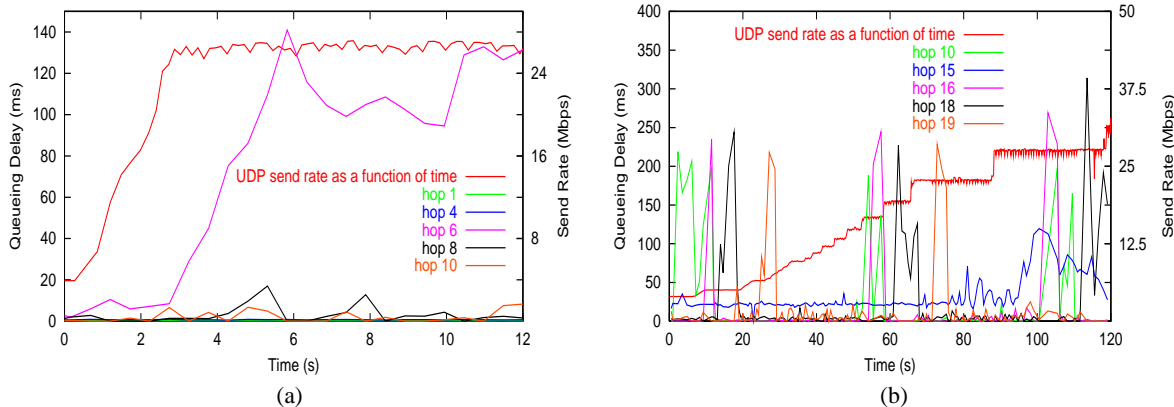 140
120
100
80
60
40
20
0
Queueing Delay (ms)
UDP send rate as a function of time
hop 1
hop 4
hop 6
hop 8
hop 10
26
16
8
Send Rate (Mbps)
0 2 4 6 8 10 12
Time (s)
(a)
400
350
300
250
200
150
100
50
0
Queueing Delay (ms)
UDP send rate as a function of time
hop 10
hop 15
hop 16
hop 18
hop 19
50
37.5
25
12.5
Send Rate (Mbps)
0 20 40 60 80 100 120
Time (s)
(b)